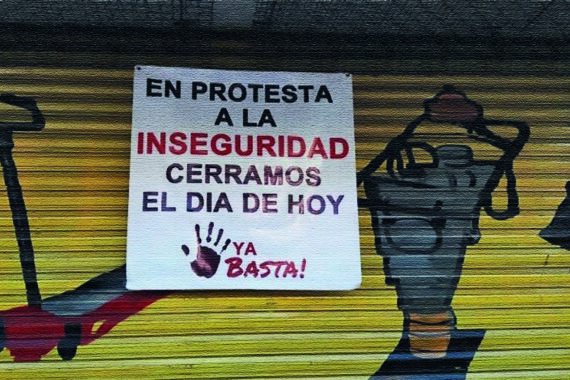 EN PROTESTA
A LA
INSEGURIDAD
CERRAMOS
EL DIA DE HOY
YA
BASTA!